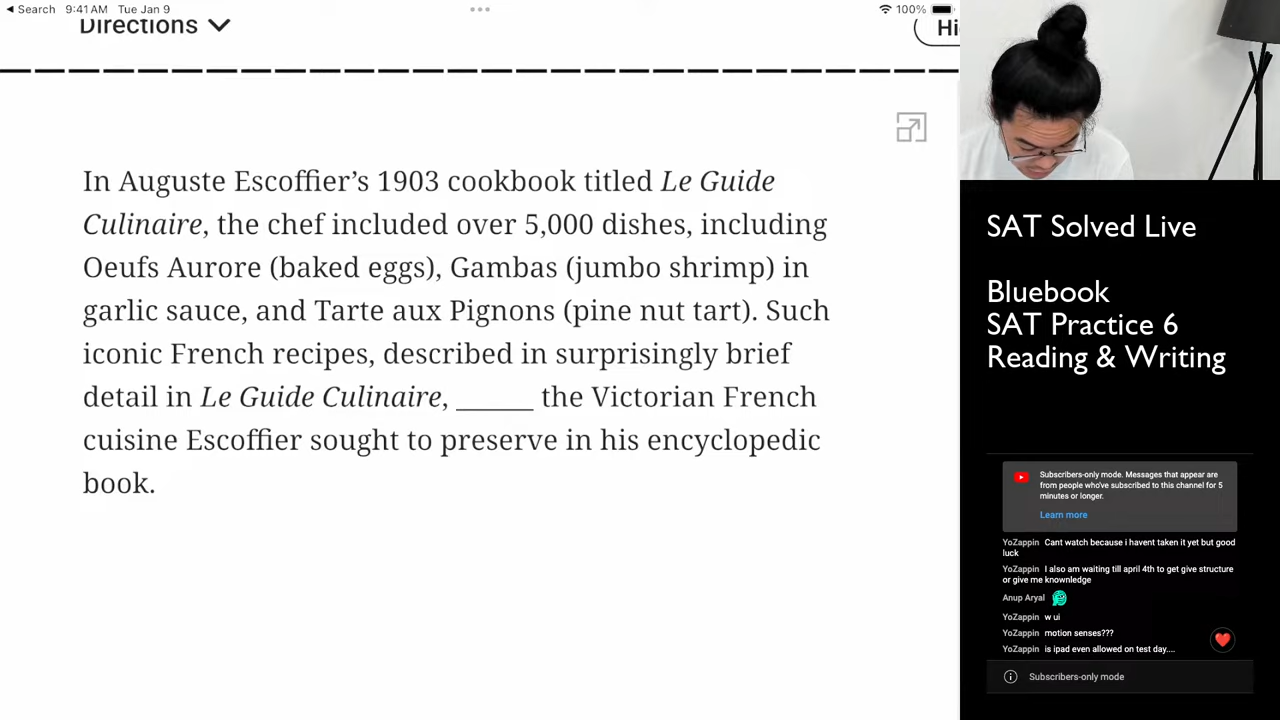 Search 9:41 AM Tue Jan 9
100%
Directions
Hi
In Auguste Escoffier's 1903 cookbook titled Le Guide
Culinaire, the chef included over 5,000 dishes, including
Oeufs Aurore (baked eggs), Gambas (jumbo shrimp) in
garlic sauce, and Tarte aux Pignons (pine nut tart). Such
iconic French recipes, described in surprisingly brief
detail in Le Guide Culinaire, ______ the Victorian French
cuisine Escoffier sought to preserve in his encyclopedic
book.
SAT Solved Live
Bluebook
SAT Practice 6
Reading & Writing
Subscribers-only mode. Messages that appear are
from people who've subscribed to this channel for 5
minutes or longer.
Learn more
YoZappin Cant watch because i havent taken it yet but good
luck
YoZappin I also am waiting till april 4th to get give structure
or give me knownledge
Anup Aryal
YoZappin w ui
YoZappin motion senses???
YoZappin is ipad even allowed on test day....
Subscribers-only mode